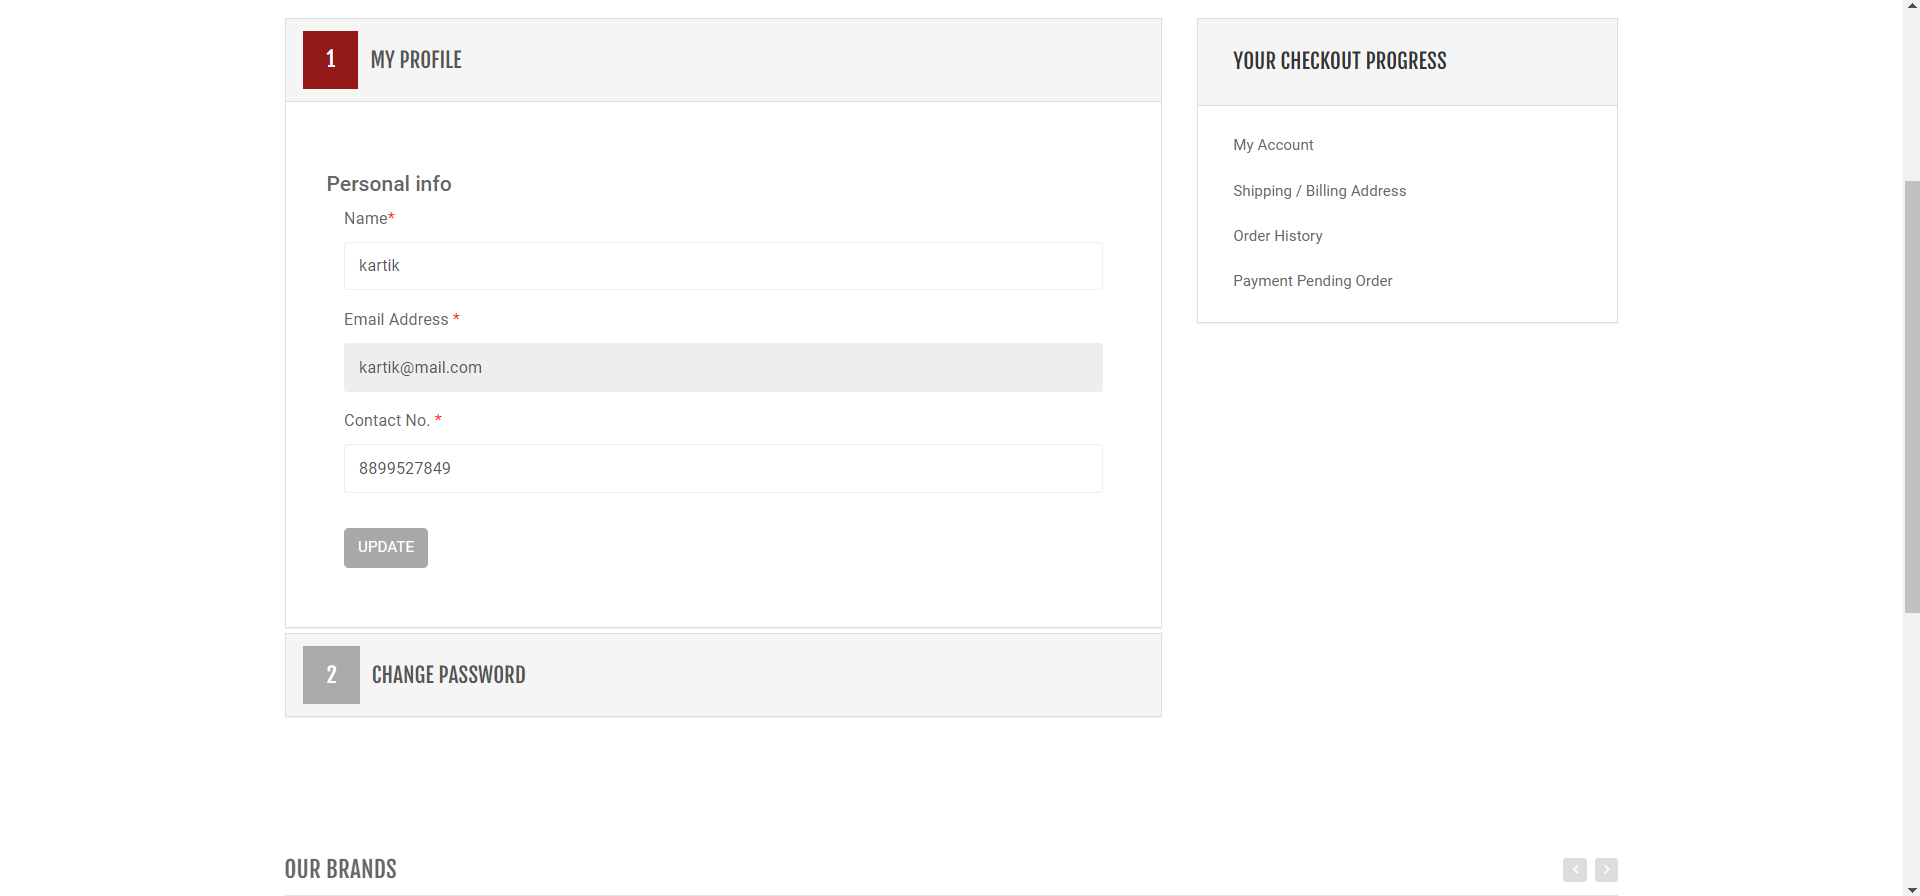 1 MY PROFILE
Personal info
Name*
kartik
Email Address *
kartik@mail.com
Contact No. *
8899527849
UPDATE
2 CHANGE PASSWORD
YOUR CHECKOUT PROGRESS
My Account
Shipping / Billing Address
Order History
Payment Pending Order
OUR BRANDS